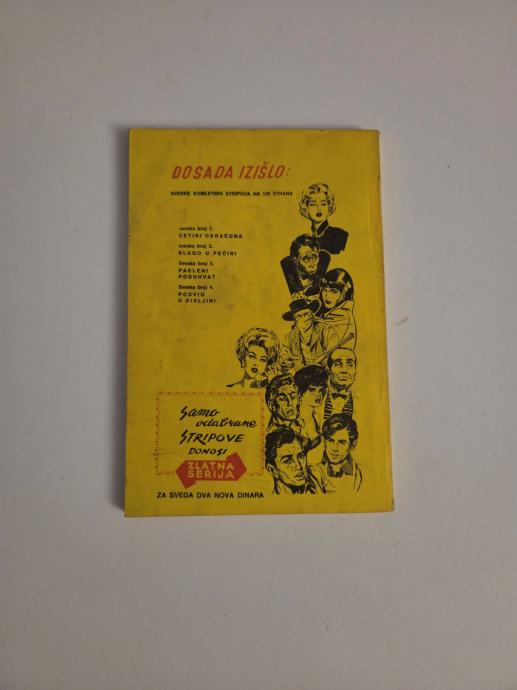 DOSADA IZIŠLO:
SVESKE KOMLETNIH STRIPOVA NA 128 STRANA
sveska broj 1.
ČETIRI OBRAČUNA
sveska broj 2.
BLAGO U PEĆINI
Sveska broj 3.
PAKLENI
PODUHVAT
Sveska broj 4.
PODVIG
U DIVLJINI
Samo
odabrane
STRIPOVE
DONOSI
ZLATNA
SERIJA
ZA SVEGA DVA NOVA DINARA